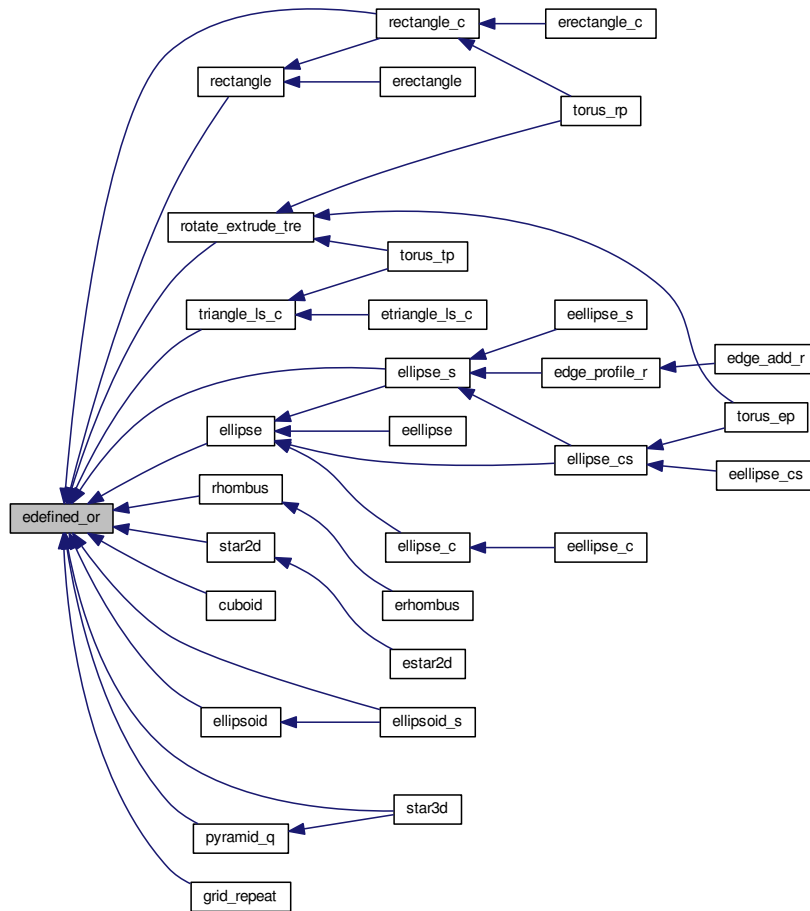 rectangle_c
erectangle_c
rectangle
erectangle
torus_rp
rotate_extrude_tre
torus_tp
triangle_ls_c
etriangle_ls_c
eellipse_s
edge_add_r
ellipse_s
edge_profile_r
torus_ep
ellipse
eellipse
ellipse_cs
eellipse_cs
rhombus
edefined_or
star2d
ellipse_c
eellipse_c
cuboid
erhombus
estar2d
ellipsoid
ellipsoid_s
star3d
pyramid_q
grid_repeat